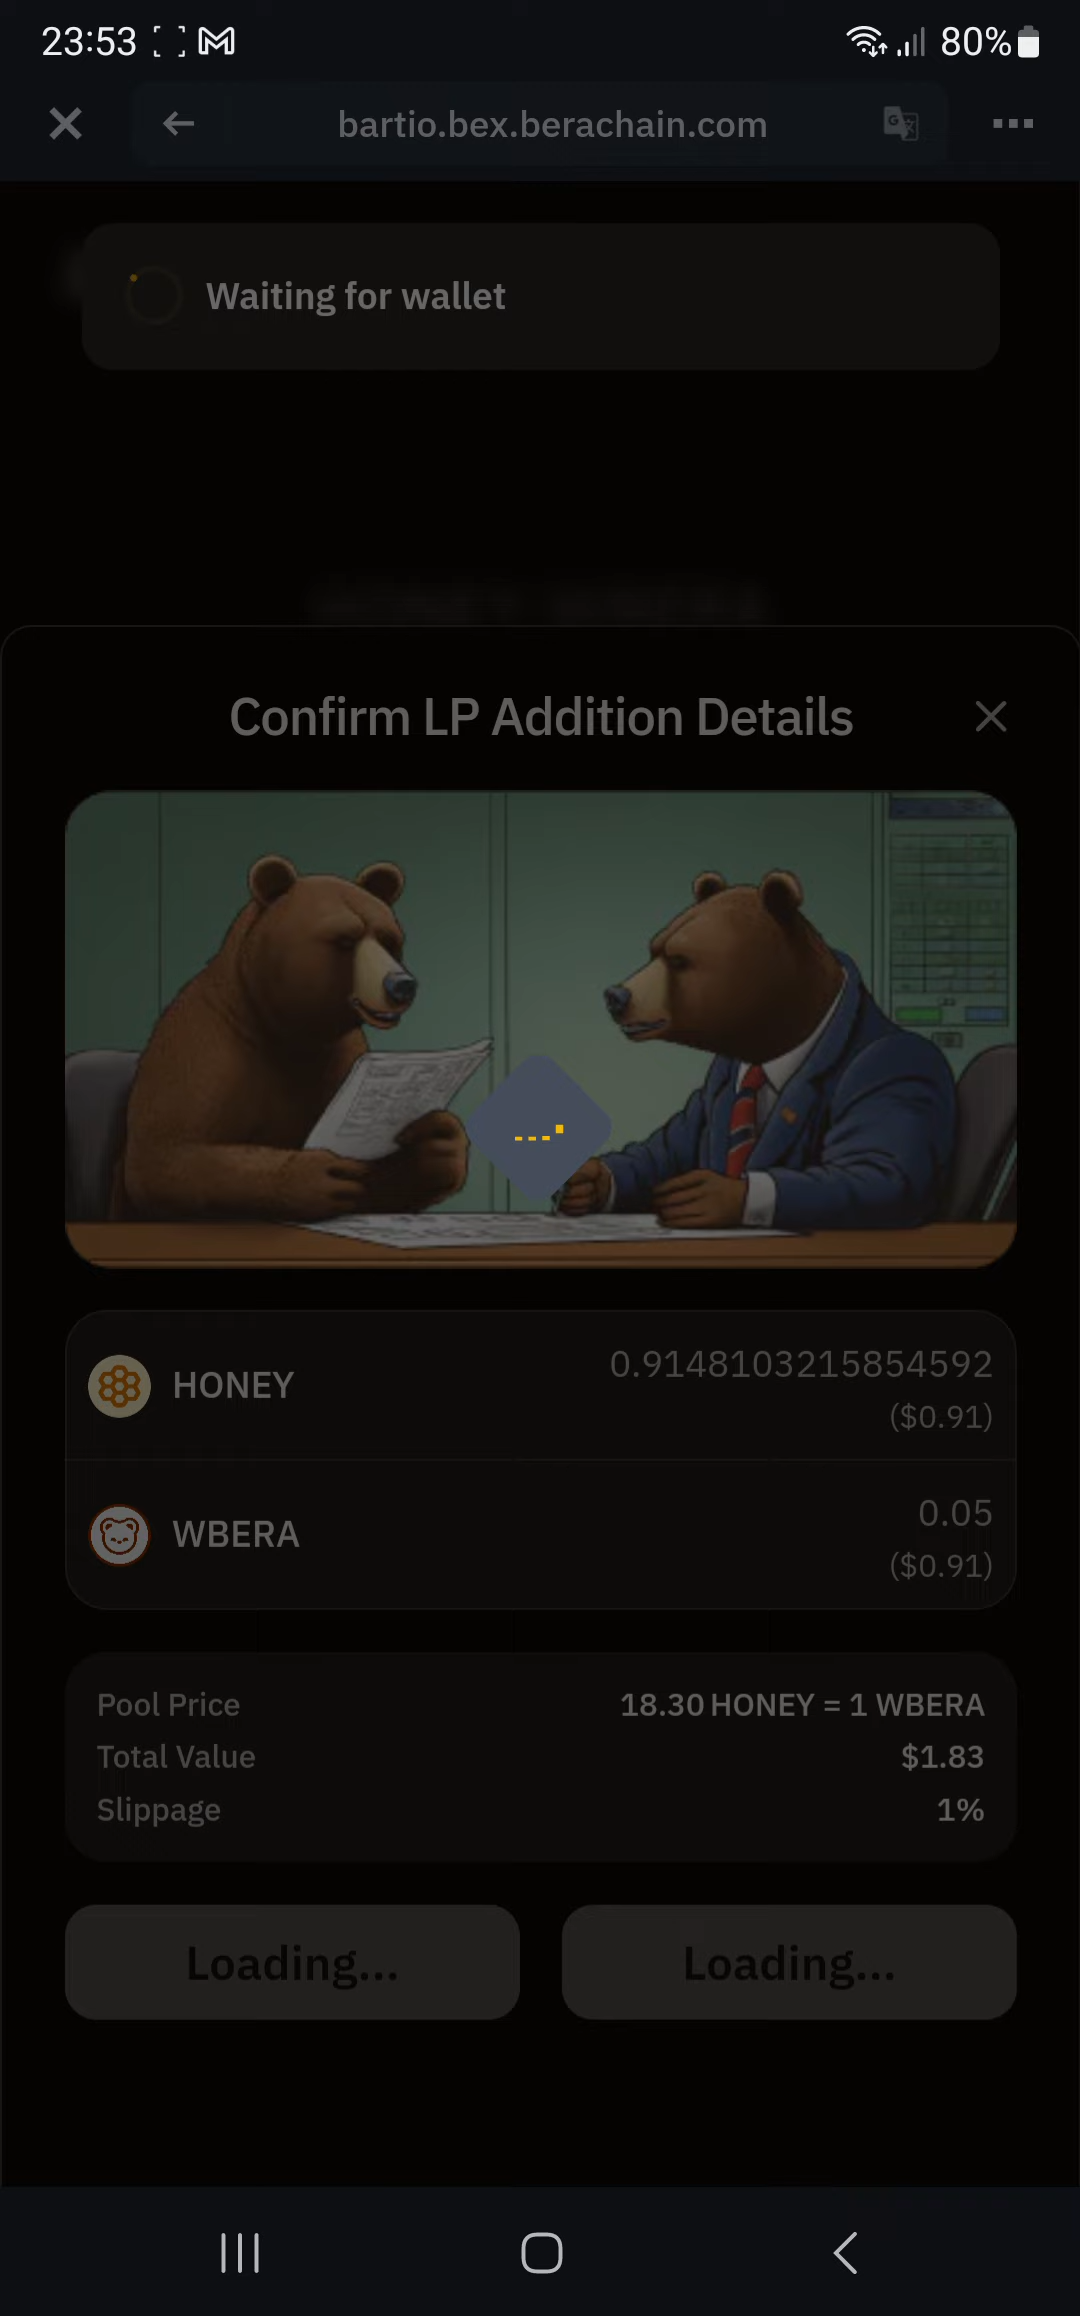 23:53
80%
bartio.bex.berachain.com
Waiting for wallet
Confirm LP Addition Details
HONEY
0.9148103215854592
($0.91)
WBERA
0.05
($0.91)
Pool Price
18.30 HONEY = 1 WBERA
Total Value
$1.83
Slippage
1%
Loading...
Loading...